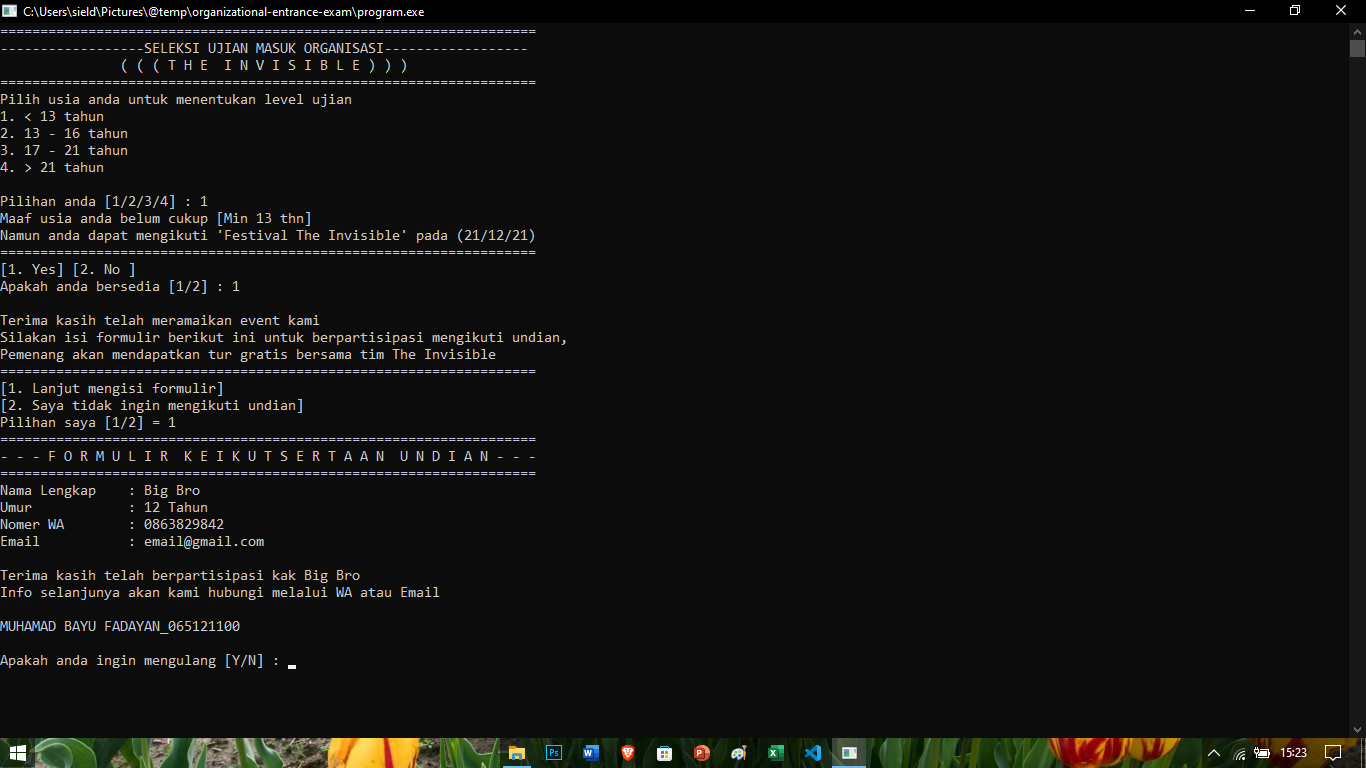 C:\Users\sield\Pictures\@temp\organizational-entrance-exam\program.exe
===================================================================
------------------SELEKSI UJIAN MASUK ORGANISASI------------------
( ( ( T H E  I N V I S I B L E ) ) )
===================================================================
Pilih usia anda untuk menentukan level ujian
1. < 13 tahun
2. 13 - 16 tahun
3. 17 - 21 tahun
4. > 21 tahun
Pilihan anda [1/2/3/4] : 1
Maaf usia anda belum cukup [Min 13 thn]
Namun anda dapat mengikuti 'Festival The Invisible' pada (21/12/21)
===================================================================
[1. Yes] [2. No ]
Apakah anda bersedia [1/2] : 1
Terima kasih telah meramaikan event kami
Silakan isi formulir berikut ini untuk berpartisipasi mengikuti undian,
Pemenang akan mendapatkan tur gratis bersama tim The Invisible
===================================================================
[1. Lanjut mengisi formulir]
[2. Saya tidak ingin mengikuti undian]
Pilihan saya [1/2] = 1
===================================================================
- - - F O R M U L I R  K E I K U T S E R T A A N  U N D I A N - - -
===================================================================
Nama Lengkap    : Big Bro
Umur            : 12 Tahun
Nomer WA        : 0863829842
Email           : email@gmail.com
Terima kasih telah berpartisipasi kak Big Bro
Info selanjunya akan kami hubungi melalui WA atau Email
MUHAMAD BAYU FADAYAN_065121100
Apakah anda ingin mengulang [Y/N] :
15:23